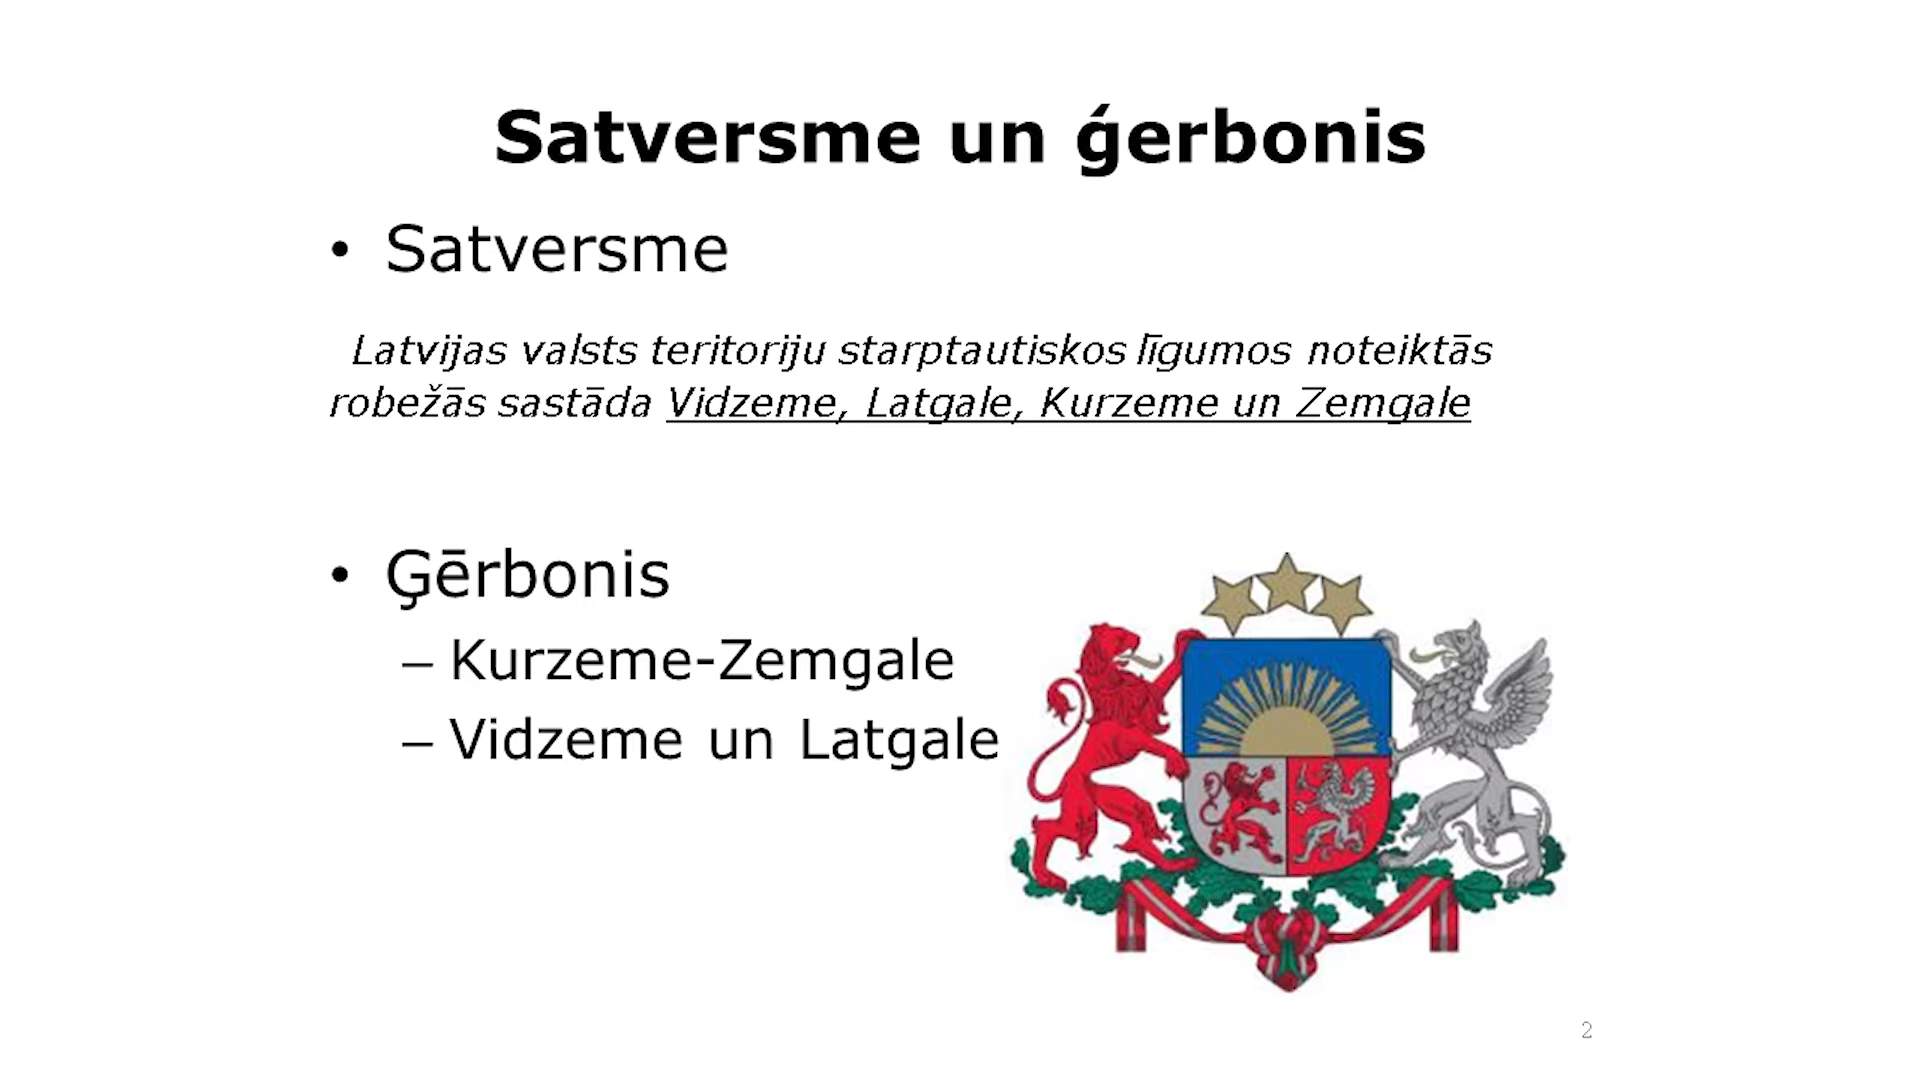 Satversme un ģerbonis
• Satversme
Latvijas valsts teritoriju starptautiskos līgumos noteiktās
robežās sastāda Vidzeme, Latgale, Kurzeme un Zemgale
• Ģērbonis
– Kurzeme-Zemgale
– Vidzeme un Latgale
2